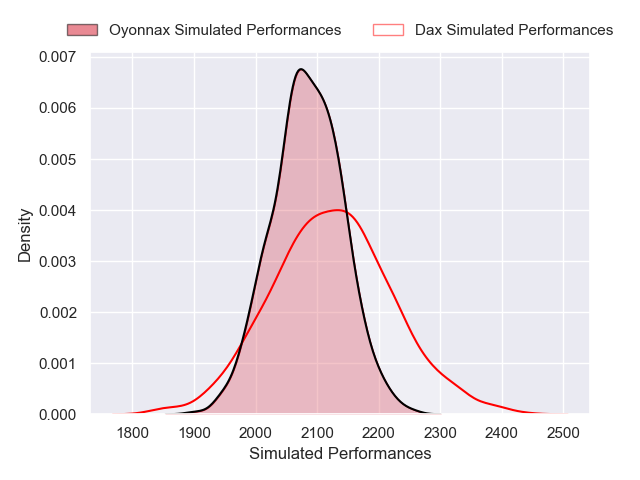 Oyonnax Simulated Performances
Dax Simulated Performances
0.007
0.006
0.005
0.004
0.003
0.002
0.001
0.000
Density
1800 1900 2000 2100 2200 2300 2400 2500
Simulated Performances